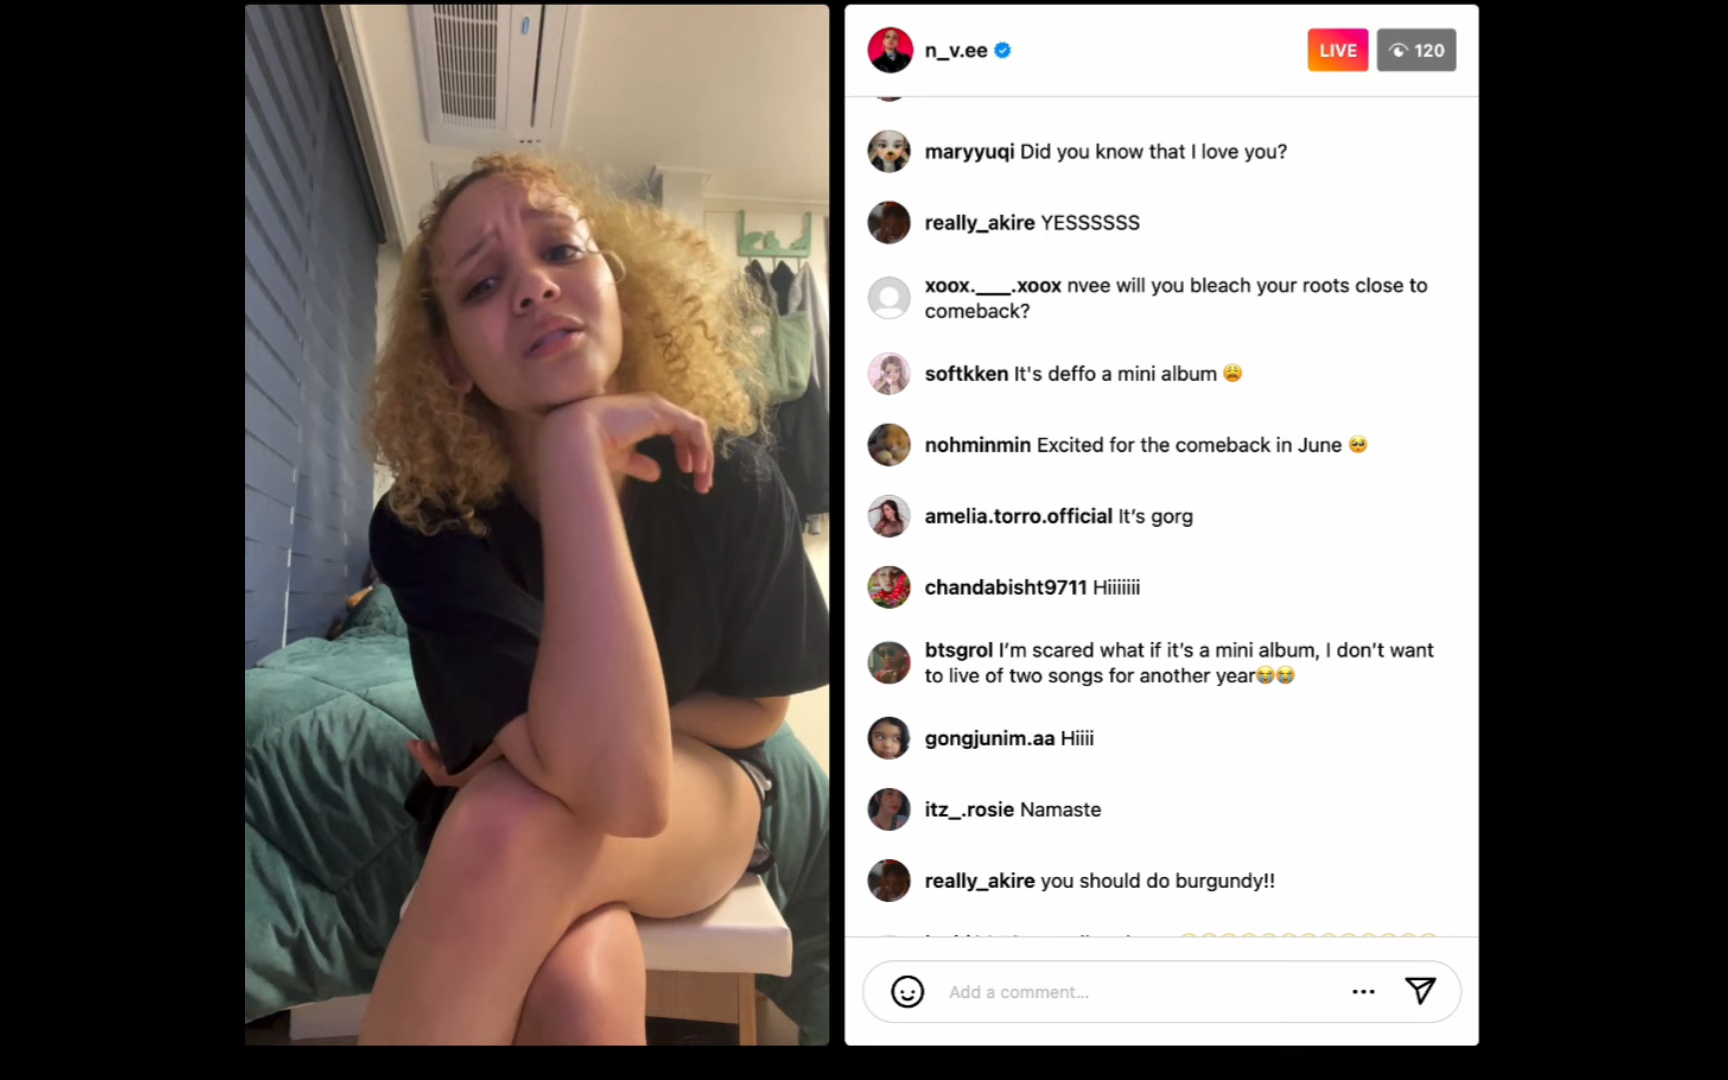 n_v.ee
LIVE
120
maryyuqi Did you know that I love you?
really_akire YESSSSSS
xoox.___.xoox nvee will you bleach your roots close to
comeback?
softkken It's deffo a mini album 😩
nohminmin Excited for the comeback in June 🥺
amelia.torro.official It’s gorg
chandabisht9711 Hiiiiiii
btsgrol I’m scared what if it’s a mini album, I don’t want
to live of two songs for another year😭😭
gongjunim.aa Hiiii
itz_.rosie Namaste
really_akire you should do burgundy!!
Add a comment...